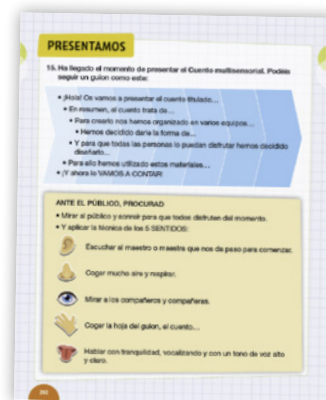 PRESENTAMOS
15. Ha llegado el momento de presentar el Cuento multisensorial. Podéis
seguir un guion como este:
• ¡Hola! Os vamos a presentar el cuento titulado…
• En resumen, el cuento trata de…
• Para crearlo nos hemos organizado en varios equipos…
• Hemos decidido darle la forma de…
• Y para que todas las personas lo puedan disfrutar hemos decidido
diseñarlo…
• Para ello hemos utilizado estos materiales…
• ¡Y ahora lo VAMOS A CONTAR!
ANTE EL PÚBLICO, PROCURAD
• Mirar al público y sonreír para que todos disfruten del momento.
• Y aplicar la técnica de los 5 SENTIDOS:
Escuchar al maestro o maestra que nos da paso para comenzar.
Coger mucho aire y respirar.
Mirar a los compañeros y compañeras.
Coger la hoja del guion, el cuento…
Hablar con tranquilidad, vocalizando y con un tono de voz alto
y claro.